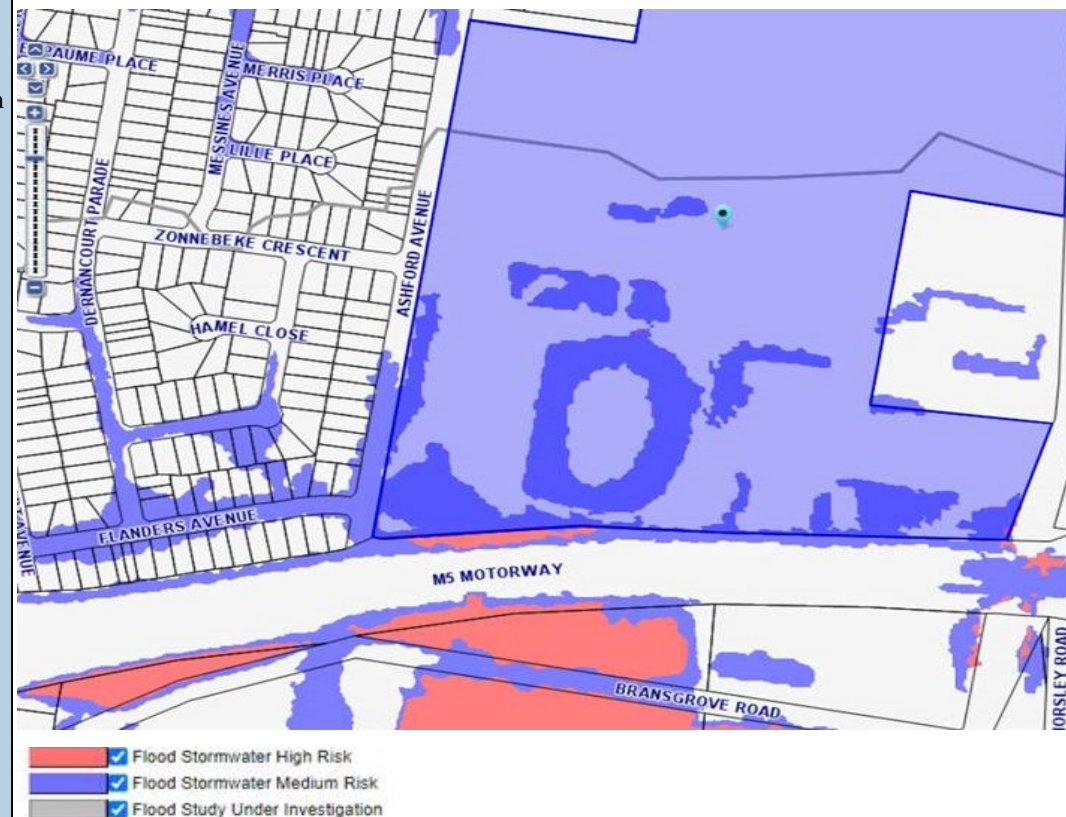 PAUME PLACE
MESSINES AVENUE
MERRIS PLACE
LILLE PLACE
DERNANCOURT PARADE
ZONNEBEKE CRESCENT
ASHFORD AVENUE
HAMEL CLOSE
FLANDERS AVENUE
AVENUE
M5 MOTORWAY
BRANSGROVE ROAD
HORSLEY ROAD
Flood Stormwater High Risk
Flood Stormwater Medium Risk
Flood Study Under Investigation